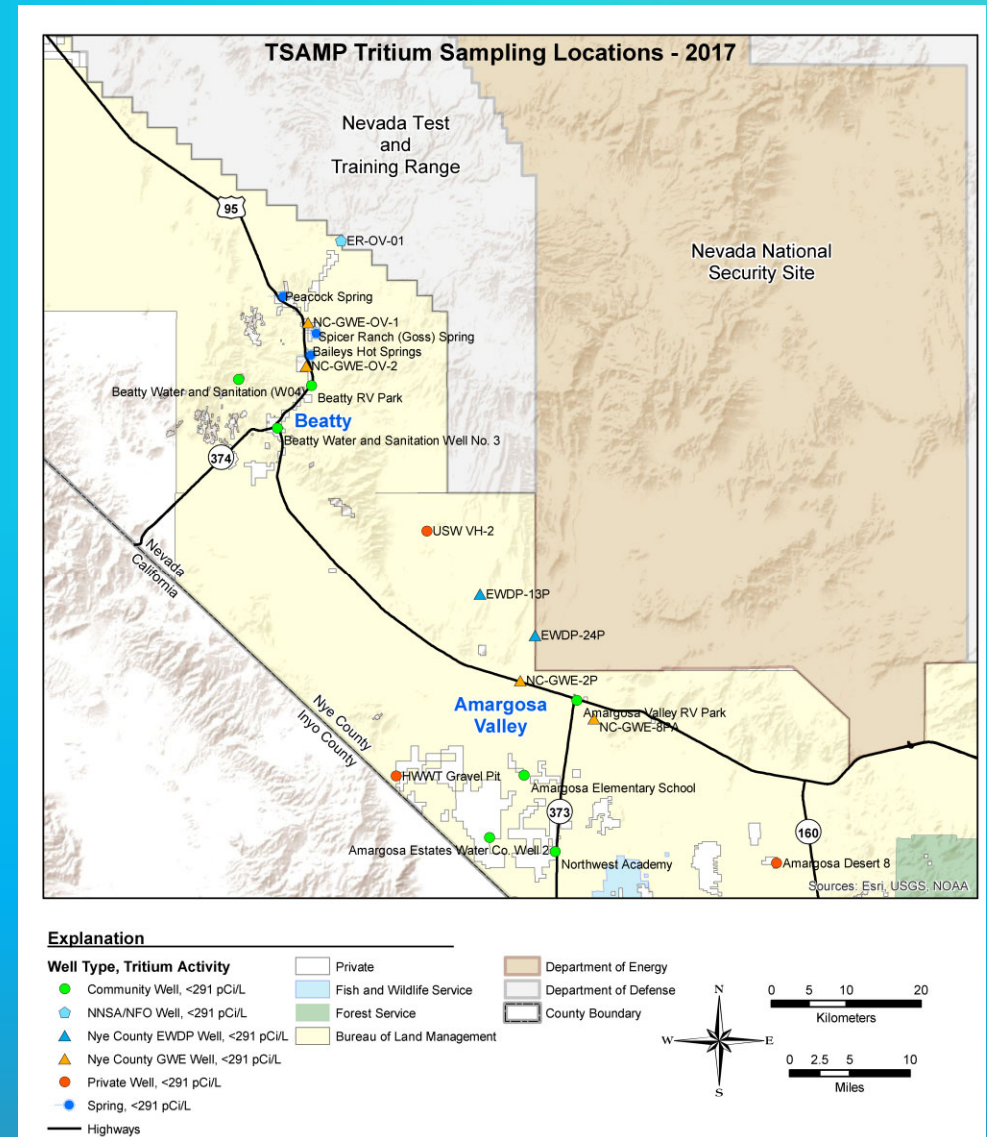 TSAMP Tritium Sampling Locations - 2017
Nevada Test
and
Training Range
95
ER-OV-01
Nevada National
Security Site
Peacock Spring
NC-GWE-OV-1
Spicer Ranch (Goss) Spring
Baileys Hot Springs
NC-GWE-OV-2
Beatty Water and Sanitation (W04)
Beatty RV Park
Beatty
Beatty Water and Sanitation Well No. 3
374
USW VH-2
Nevada
California
EWDP-13P
EWDP-24P
NC-GWE-2P
Amargosa
Valley
Amargosa Valley RV Park
NC-GWE-8PA
Nye County
Inyo County
HWWT Gravel Pit
Amargosa Elementary School
373
160
Amargosa Estates Water Co. Well 2
Northwest Academy
Amargosa Desert 8
Sources: Esri, USGS, NOAA
Explanation
Well Type, Tritium Activity
Community Well, <291 pCi/L
NNSA/NFO Well, <291 pCi/L
Nye County EWDP Well, <291 pCi/L
Nye County GWE Well, <291 pCi/L
Private Well, <291 pCi/L
Spring, <291 pCi/L
Highways
Private
Fish and Wildlife Service
Forest Service
Bureau of Land Management
Department of Energy
Department of Defense
County Boundary
N
W E
S
0 5 10 20
Kilometers
0 2.5 5 10
Miles